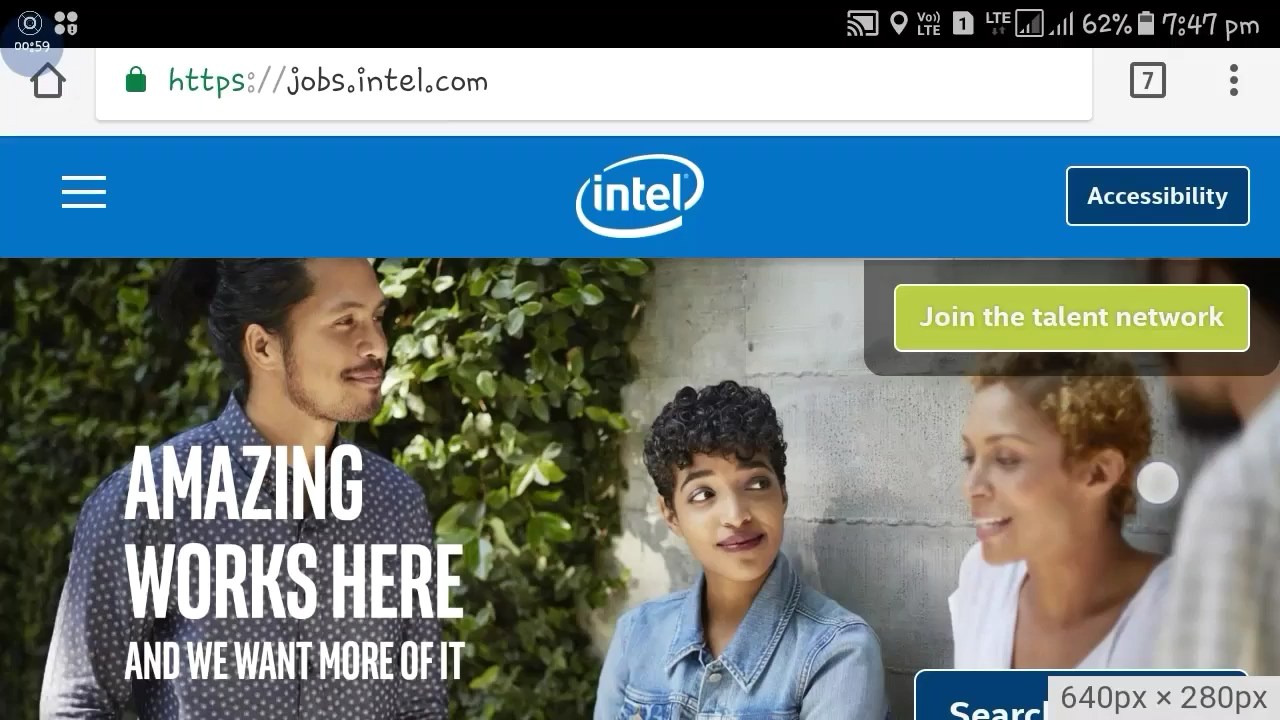 00:59
Vo))
LTE
1
LTE
62%
7:47 pm
https://jobs.intel.com
7
intel
Accessibility
Join the talent network
AMAZING
WORKS HERE
AND WE WANT MORE OF IT
640px × 280px